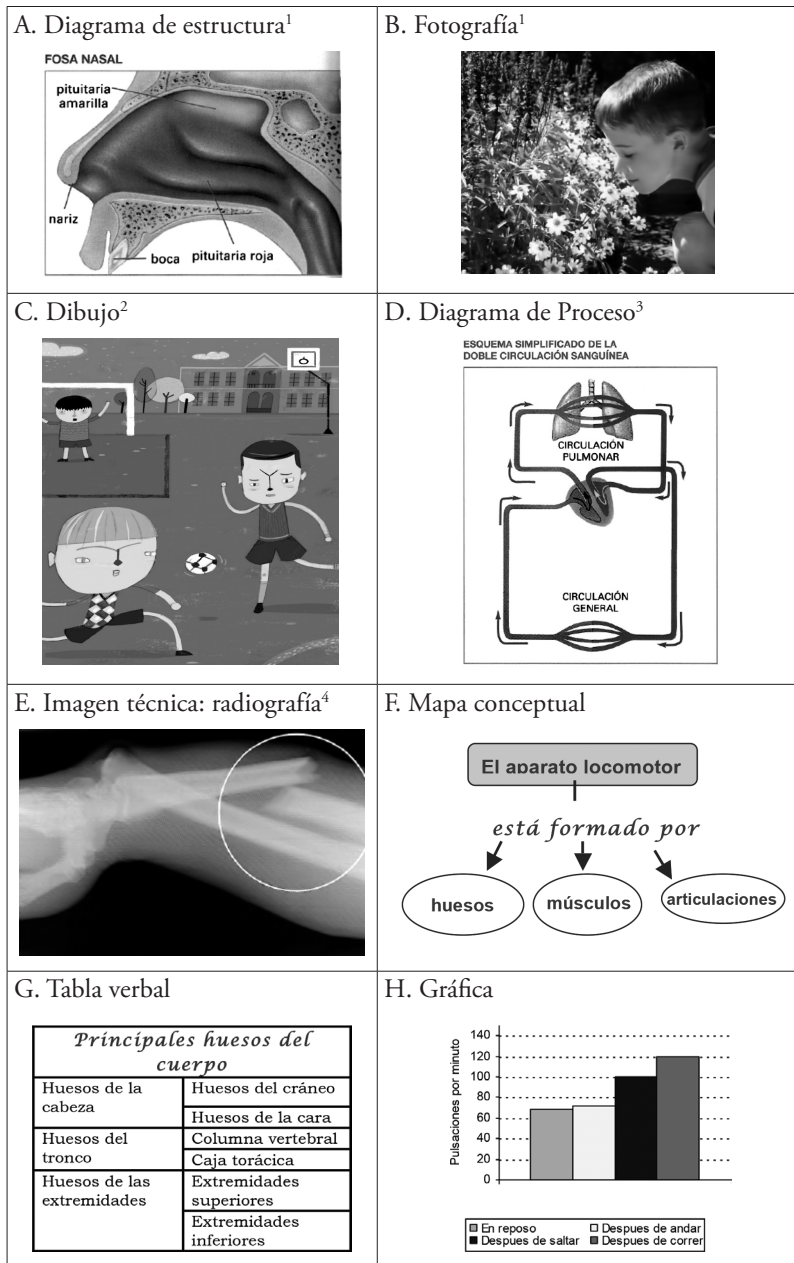 A. Diagrama de estructura¹
FOSA NASAL
pituitaria
amarilla
nariz
boca
pituitaria roja
B. Fotografía¹
C. Dibujo²
D. Diagrama de Proceso³
ESQUEMA SIMPLIFICADO DE LA
DOBLE CIRCULACIÓN SANGUÍNEA
CIRCULACIÓN
PULMONAR
CIRCULACIÓN
GENERAL
E. Imagen técnica: radiografía⁴
F. Mapa conceptual
El aparato locomotor
está formado por
huesos
músculos
articulaciones
G. Tabla verbal
Principales huesos del
cuerpo
Huesos de la
cabeza
Huesos del cráneo
Huesos de la cara
Huesos del
tronco
Columna vertebral
Caja torácica
Huesos de las
extremidades
Extremidades
superiores
Extremidades
inferiores
H. Gráfica
Pulsaciones por minuto
140
120
100
80
60
40
20
0
En reposo
Despues de andar
Despues de saltar
Despues de correr